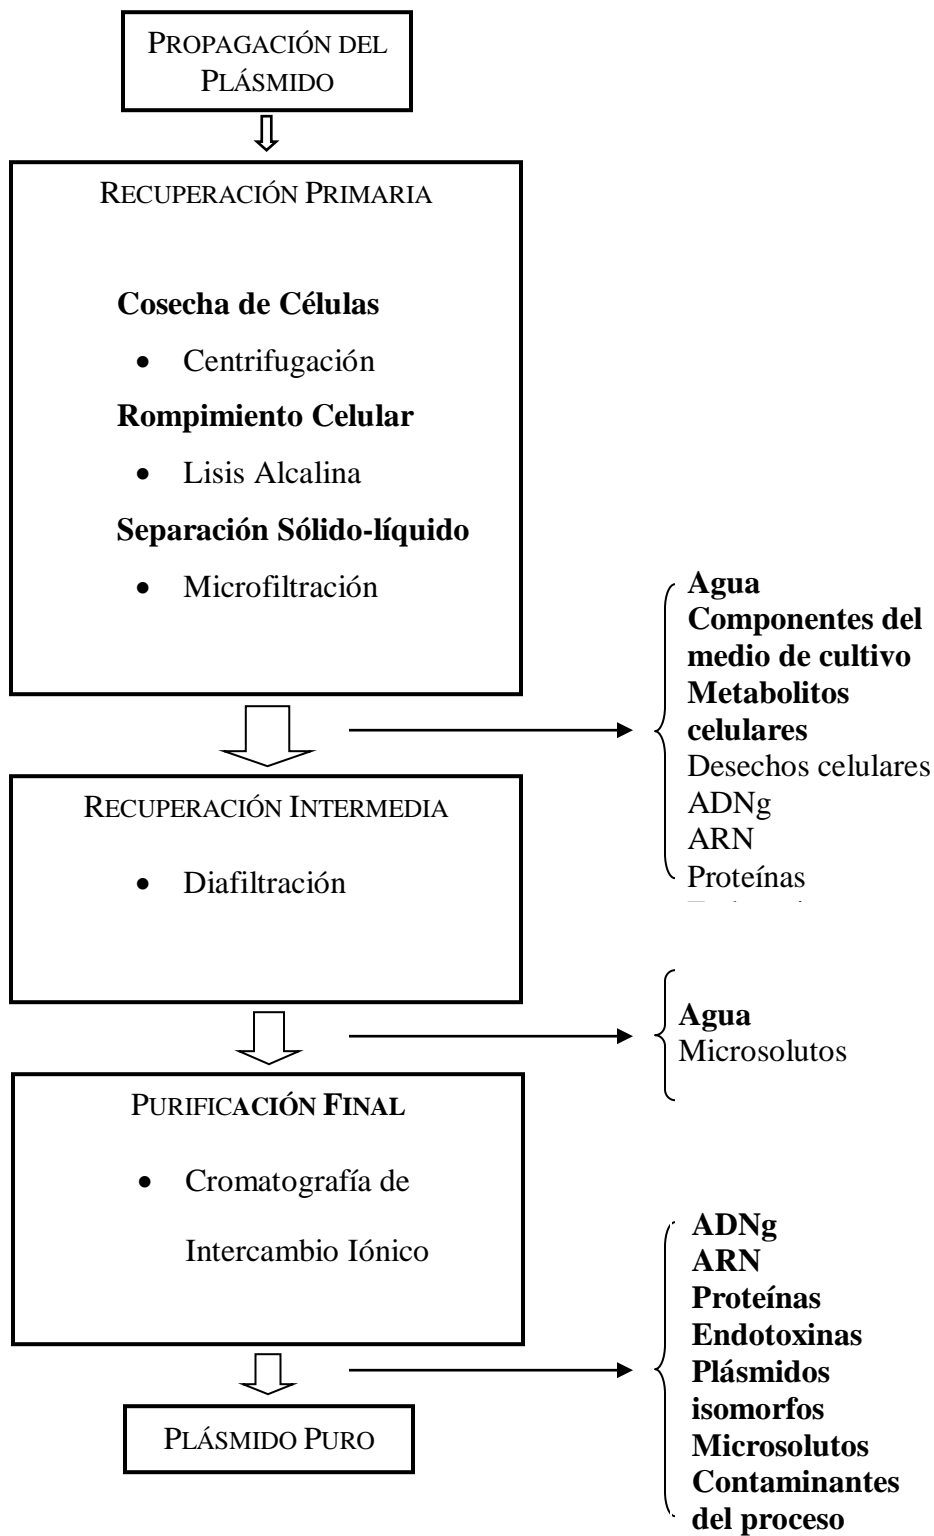 PROPAGACIÓN DEL
PLÁSMIDO
RECUPERACIÓN PRIMARIA
Cosecha de Células
• Centrifugación
Rompimiento Celular
• Lisis Alcalina
Separación Sólido-líquido
• Microfiltración
Agua
Componentes del
medio de cultivo
Metabolitos
celulares
Desechos celulares
ADNg
ARN
Proteínas
RECUPERACIÓN INTERMEDIA
• Diafiltración
Agua
Microsolutos
PURIFICACIÓN FINAL
• Cromatografía de
Intercambio Iónico
ADNg
ARN
Proteínas
Endotoxinas
Plásmidos
isomorfos
Microsolutos
Contaminantes
del proceso
PLÁSMIDO PURO